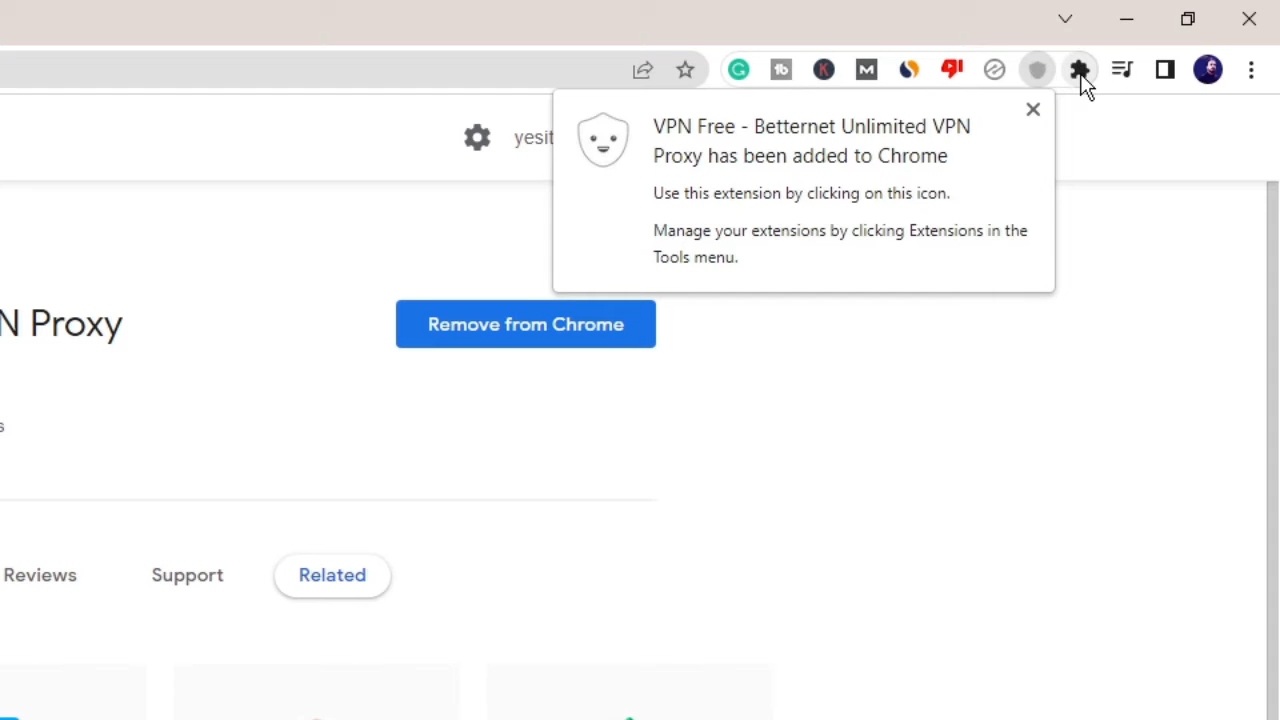 tb
K
M
yesit
VPN Free - Betternet Unlimited VPN
Proxy has been added to Chrome
Use this extension by clicking on this icon.
Manage your extensions by clicking Extensions in the
Tools menu.
N Proxy
Remove from Chrome
s
Reviews
Support
Related